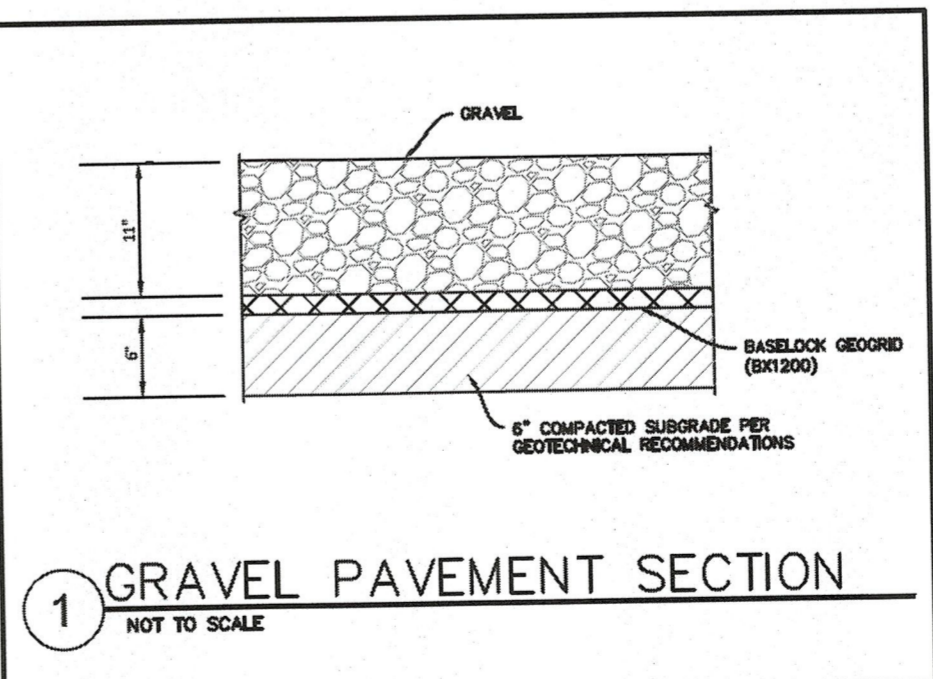 GRAVEL
11"
BASELOCK GEOGRID
(BX1200)
6"
6" COMPACTED SUBGRADE PER
GEOTECHNICAL RECOMMENDATIONS
1 GRAVEL PAVEMENT SECTION
NOT TO SCALE